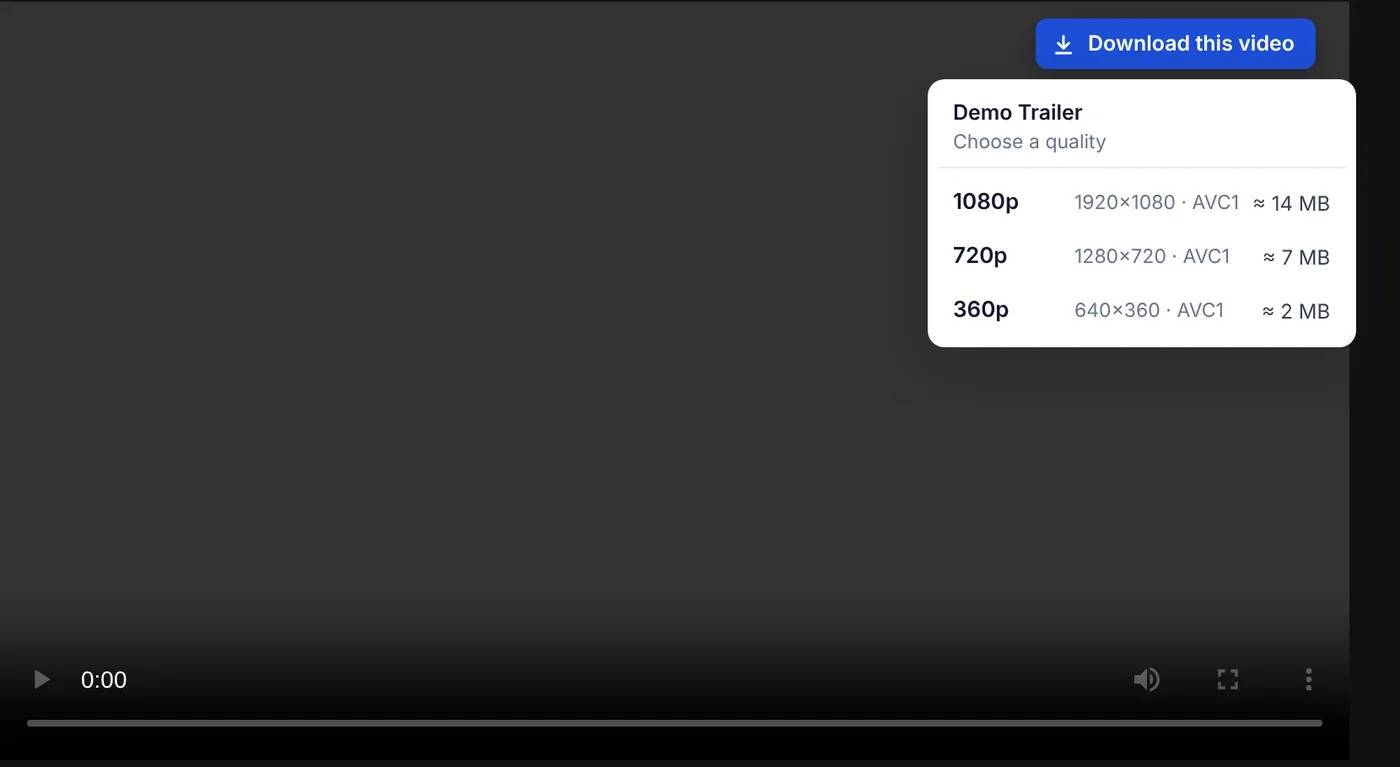 Download this video
Demo Trailer
Choose a quality
1080p 1920×1080 · AVC1 ≈ 14 MB
720p 1280×720 · AVC1 ≈ 7 MB
360p 640×360 · AVC1 ≈ 2 MB
0:00